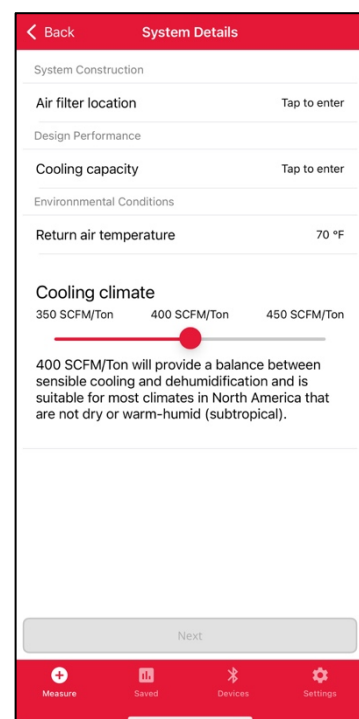 Back System Details
System Construction
Air filter location Tap to enter
Design Performance
Cooling capacity Tap to enter
Environnmental Conditions
Return air temperature 70 °F
Cooling climate
350 SCFM/Ton 400 SCFM/Ton 450 SCFM/Ton
400 SCFM/Ton will provide a balance between
sensible cooling and dehumidification and is
suitable for most climates in North America that
are not dry or warm-humid (subtropical).
Next
Measure Saved Devices Settings